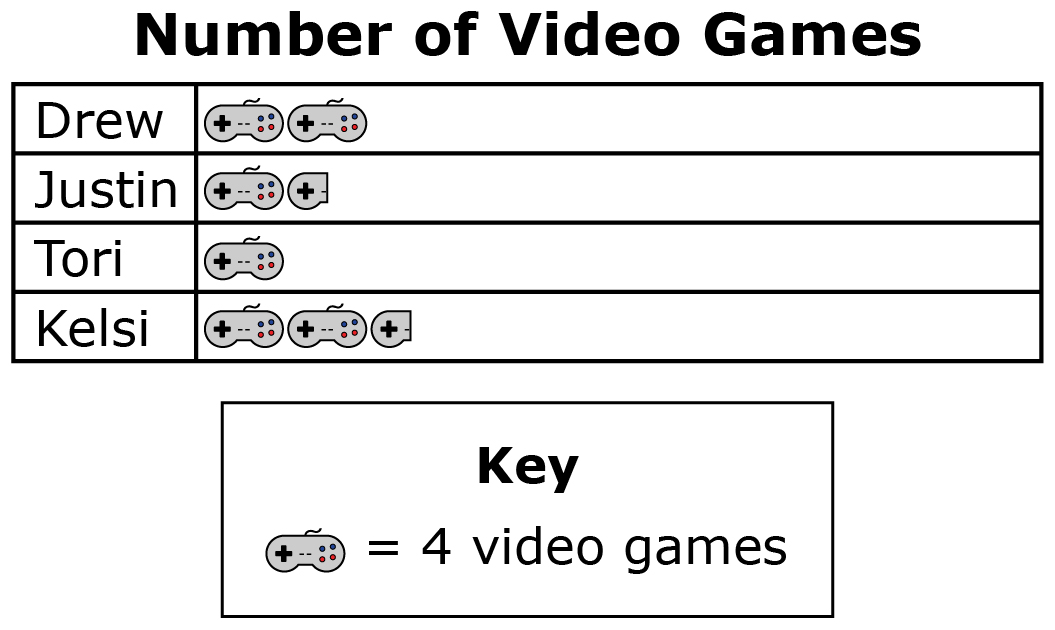 Number of Video Games
Drew
Justin
Tori
Kelsi
Key
= 4 video games